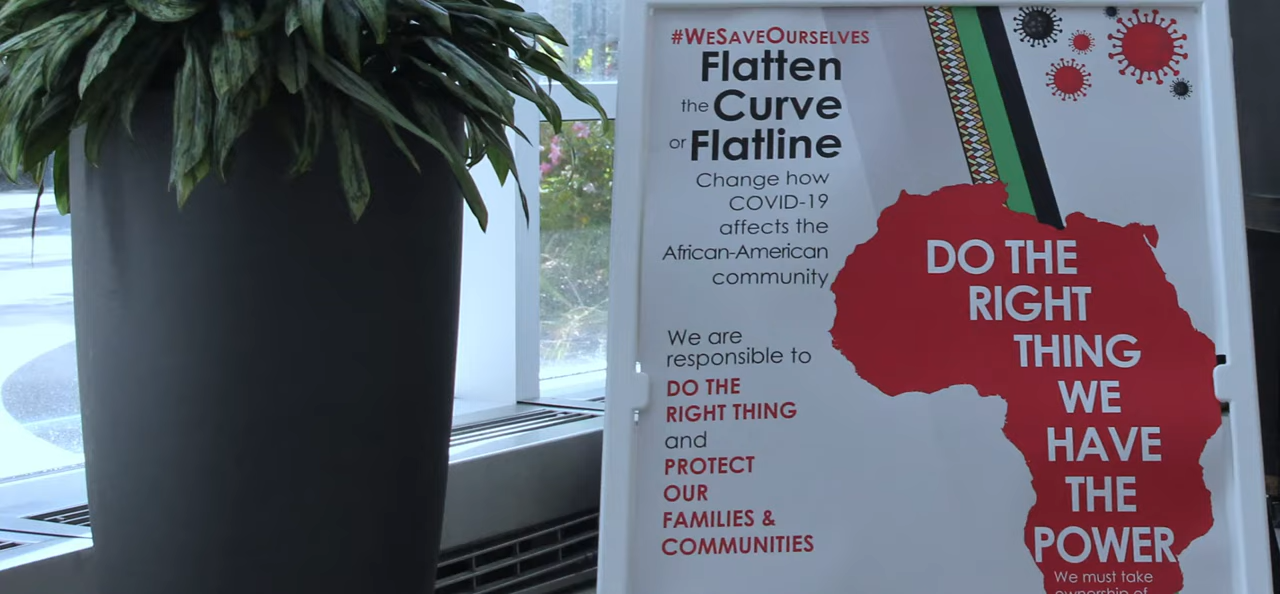 #WESAVEOURSELVES
Flatten
the Curve
or Flatline
Change how
COVID-19
affects the
African-American
community
We are
responsible to
DO THE
RIGHT THING
and
PROTECT
OUR
FAMILIES &
COMMUNITIES
DO THE
RIGHT
THING
WE
HAVE
THE
POWER
We must take
ownership of